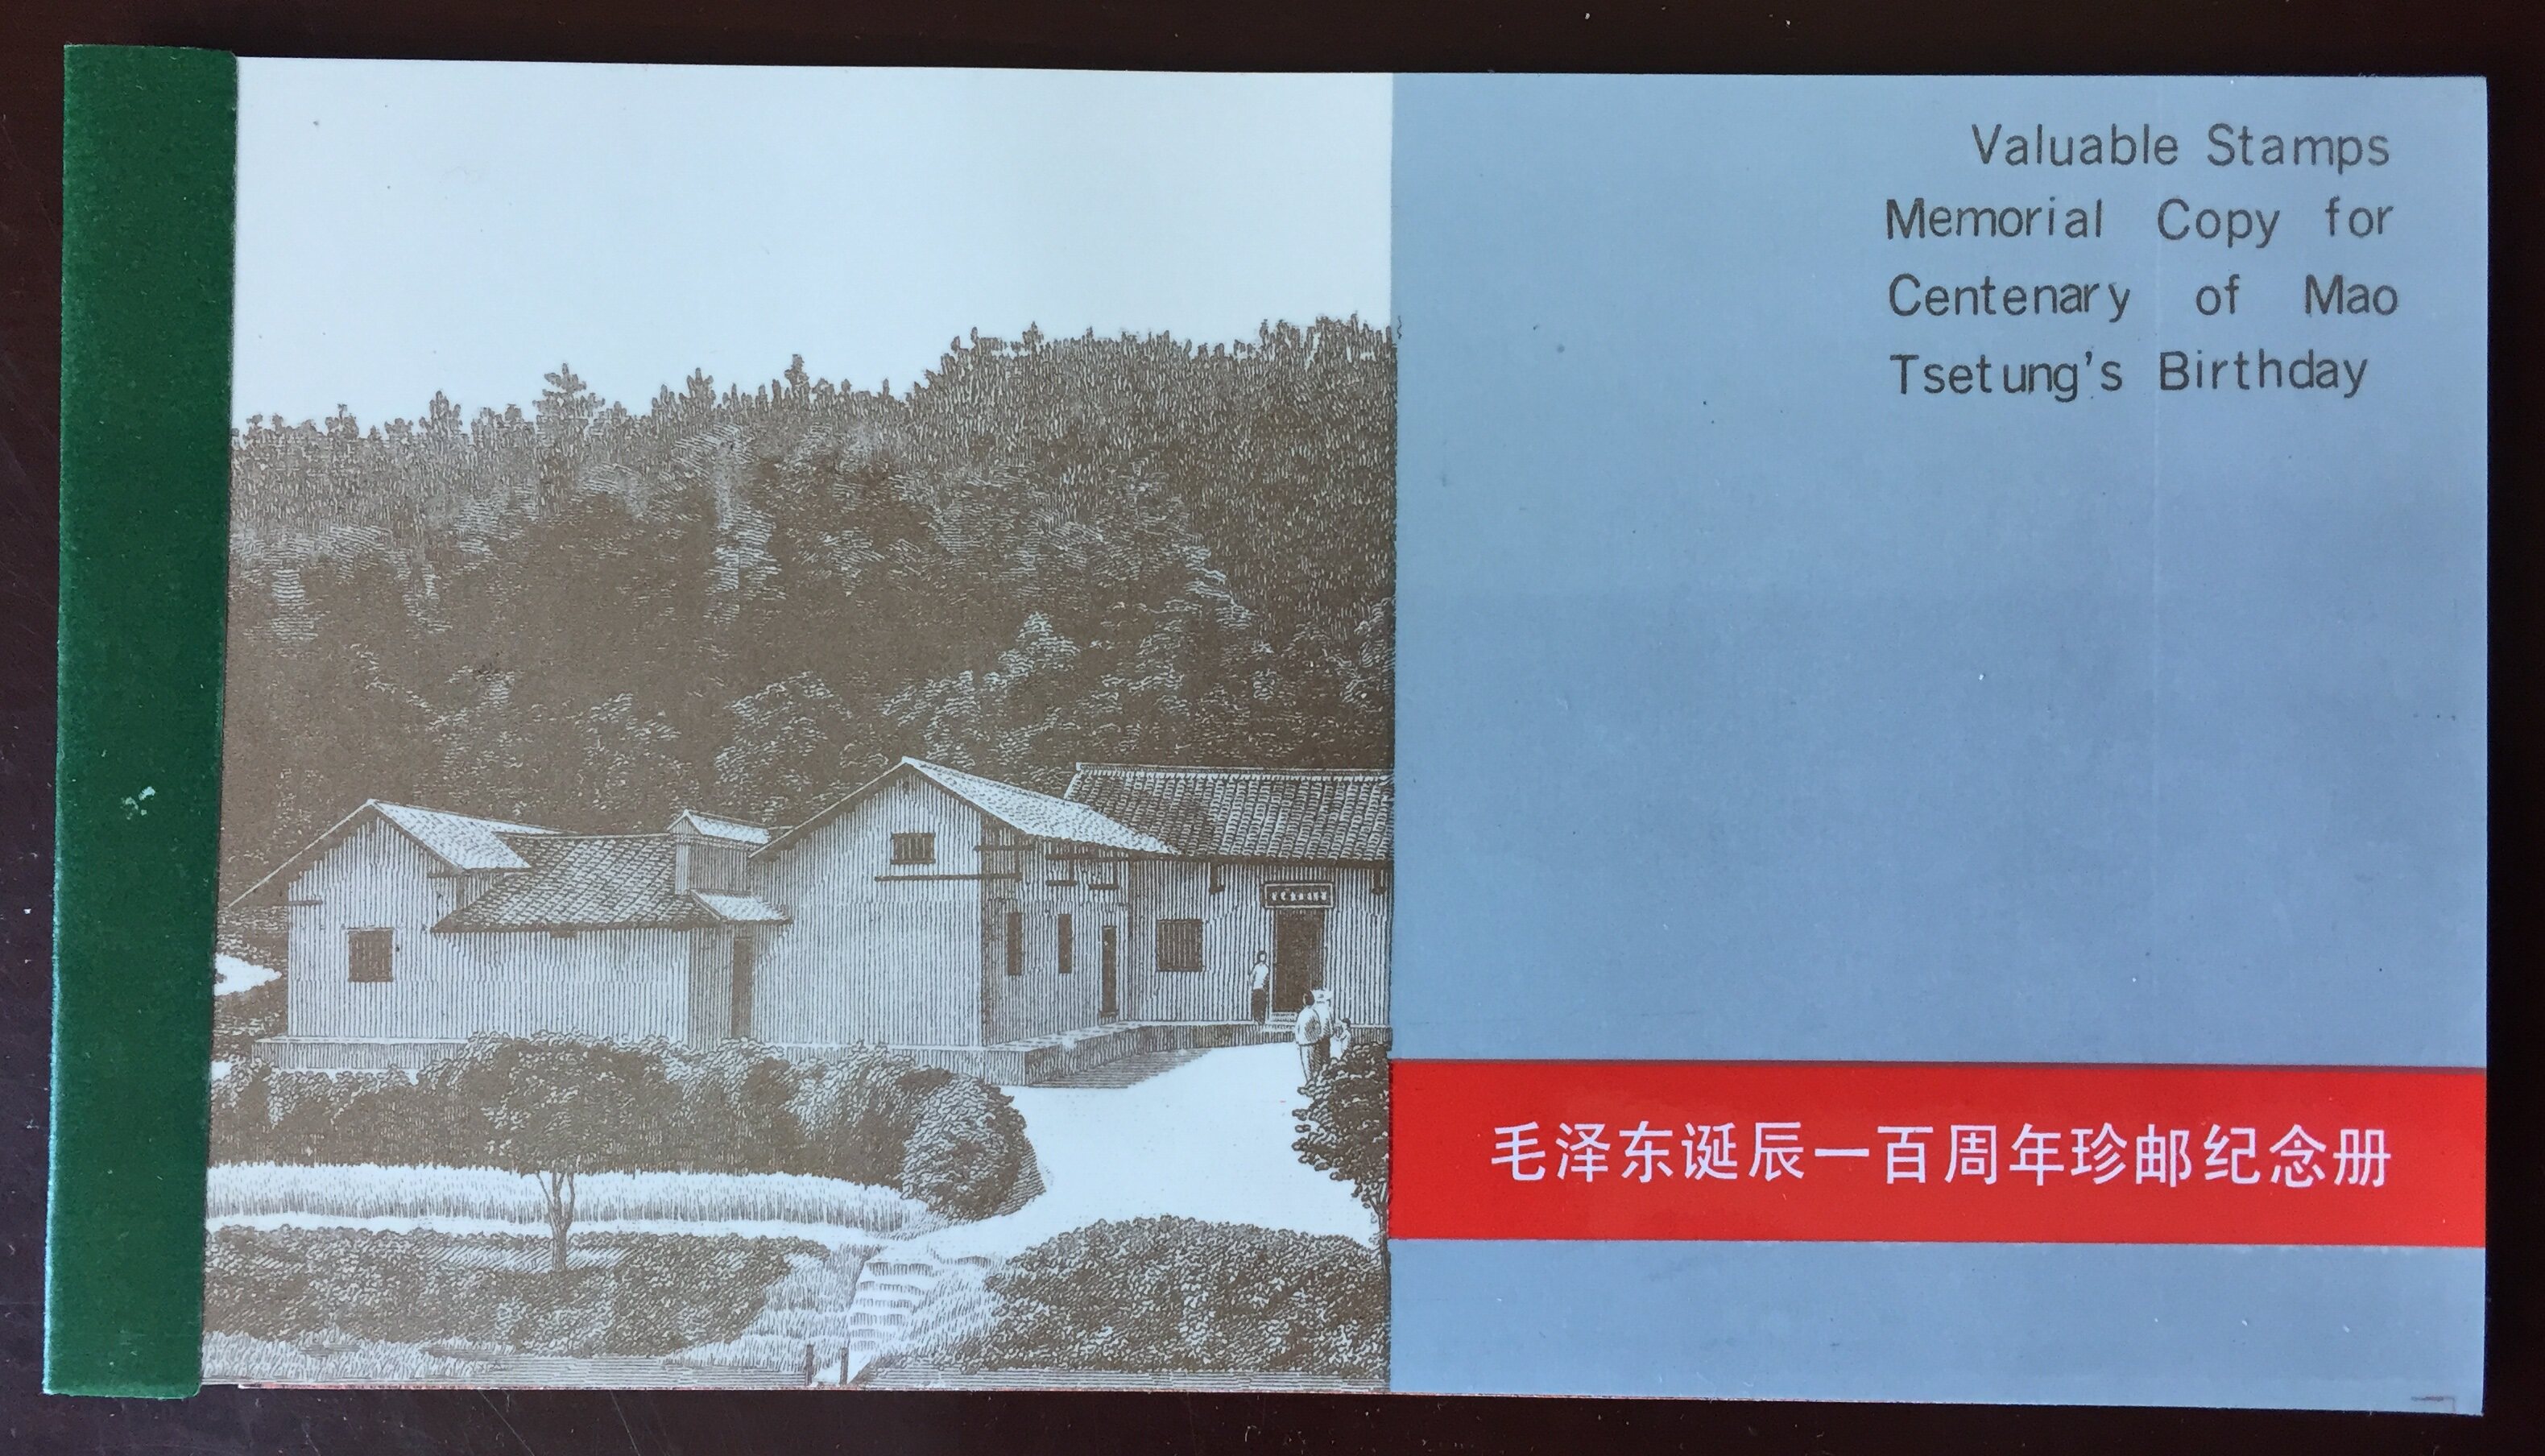 Valuable Stamps
Memorial Copy for
Centenary of Mao
Tsetung's Birthday
毛泽东诞辰一百周年珍邮纪念册